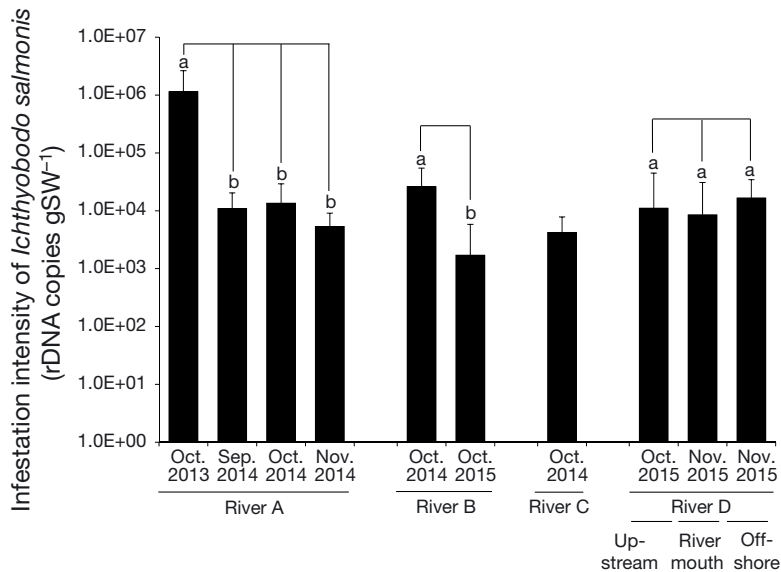 Infestation intensity of Ichthyobodo salmonis
(rDNA copies gSW⁻¹)
1.0E+07
1.0E+06
1.0E+05
1.0E+04
1.0E+03
1.0E+02
1.0E+01
1.0E+00
a
b
b
b
a
b
a
a
a
Oct. Sep. Oct. Nov. Oct. Oct. Oct. Oct. Nov. Nov.
2013 2014 2014 2014 2014 2015 2014 2015 2015 2015
River A River B River C River D
Up- River Off-
stream mouth shore